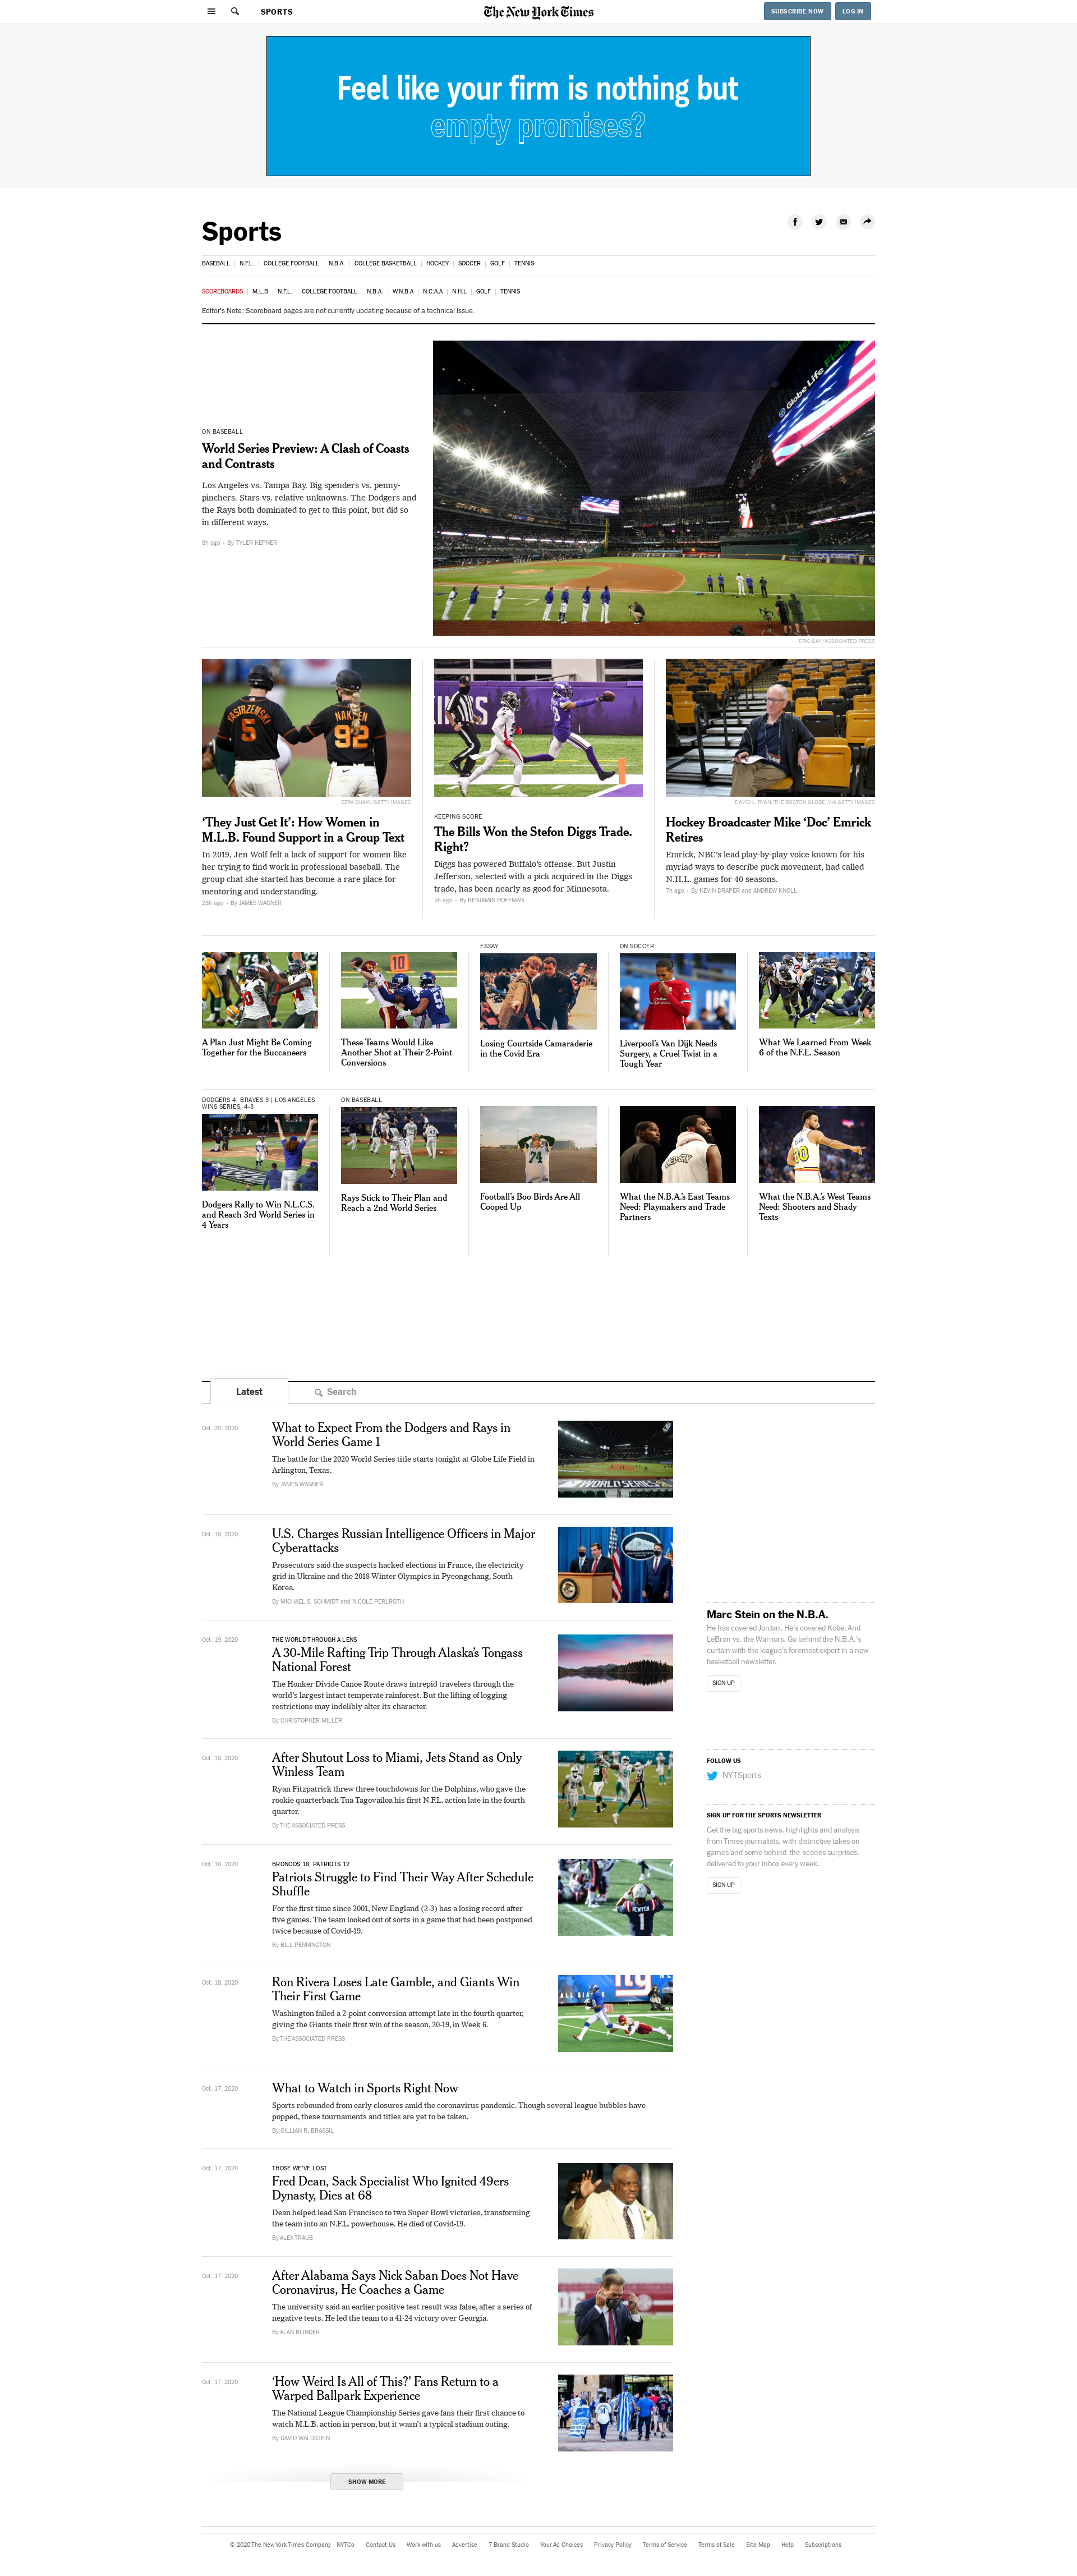 SPORTS
The New York Times
SUBSCRIBE NOW
LOG IN
Feel like your firm is nothing but
empty promises?
Sports
BASEBALL | N.F.L. | COLLEGE FOOTBALL | N.B.A. | COLLEGE BASKETBALL | HOCKEY | SOCCER | GOLF | TENNIS
SCOREBOARDS | M.L.B | N.F.L. | COLLEGE FOOTBALL | N.B.A. | W.N.B.A | N.C.A.A | N.H.L | GOLF | TENNIS
Editor's Note: Scoreboard pages are not currently updating because of a technical issue.
ON BASEBALL
World Series Preview: A Clash of Coasts
and Contrasts
Los Angeles vs. Tampa Bay. Big spenders vs. penny-
pinchers. Stars vs. relative unknowns. The Dodgers and
the Rays both dominated to get to this point, but did so
in different ways.
8h ago - By TYLER KEPNER
Globe Life Field
ERIC GAY/ASSOCIATED PRESS
YASTRZEMSKI
5
NAKKEN
92
EZRA SHAW/GETTY IMAGES
‘They Just Get It’: How Women in
M.L.B. Found Support in a Group Text
In 2019, Jen Wolf felt a lack of support for women like
her trying to find work in professional baseball. The
group chat she started has become a rare place for
mentoring and understanding.
23h ago - By JAMES WAGNER
KEEPING SCORE
The Bills Won the Stefon Diggs Trade.
Right?
Diggs has powered Buffalo’s offense. But Justin
Jefferson, selected with a pick acquired in the Diggs
trade, has been nearly as good for Minnesota.
5h ago - By BENJAMIN HOFFMAN
DAVID L. RYAN/THE BOSTON GLOBE, VIA GETTY IMAGES
Hockey Broadcaster Mike ‘Doc’ Emrick
Retires
Emrick, NBC’s lead play-by-play voice known for his
myriad ways to describe puck movement, had called
N.H.L. games for 40 seasons.
7h ago - By KEVIN DRAPER and ANDREW KNOLL
A Plan Just Might Be Coming
Together for the Buccaneers
10
These Teams Would Like
Another Shot at Their 2-Point
Conversions
ESSAY
Losing Courtside Camaraderie
in the Covid Era
ON SOCCER
Liverpool’s Van Dijk Needs
Surgery, a Cruel Twist in a
Tough Year
What We Learned From Week
6 of the N.F.L. Season
DODGERS 4, BRAVES 3 | LOS ANGELES
WINS SERIES, 4-3
Dodgers Rally to Win N.L.C.S.
and Reach 3rd World Series in
4 Years
ON BASEBALL
Rays Stick to Their Plan and
Reach a 2nd World Series
74
Football’s Boo Birds Are All
Cooped Up
What the N.B.A.’s East Teams
Need: Playmakers and Trade
Partners
30
What the N.B.A.’s West Teams
Need: Shooters and Shady
Texts
Latest
Search
Oct. 20, 2020
What to Expect From the Dodgers and Rays in
World Series Game 1
The battle for the 2020 World Series title starts tonight at Globe Life Field in
Arlington, Texas.
By JAMES WAGNER
WORLD SERIES
Oct. 19, 2020
U.S. Charges Russian Intelligence Officers in Major
Cyberattacks
Prosecutors said the suspects hacked elections in France, the electricity
grid in Ukraine and the 2018 Winter Olympics in Pyeongchang, South
Korea.
By MICHAEL S. SCHMIDT and NICOLE PERLROTH
Oct. 19, 2020
THE WORLD THROUGH A LENS
A 30-Mile Rafting Trip Through Alaska’s Tongass
National Forest
The Honker Divide Canoe Route draws intrepid travelers through the
world’s largest intact temperate rainforest. But the lifting of logging
restrictions may indelibly alter its character.
By CHRISTOPHER MILLER
Marc Stein on the N.B.A.
He has covered Jordan. He’s covered Kobe. And
LeBron vs. the Warriors. Go behind the N.B.A.’s
curtain with the league’s foremost expert in a new
basketball newsletter.
SIGN UP
Oct. 18, 2020
After Shutout Loss to Miami, Jets Stand as Only
Winless Team
Ryan Fitzpatrick threw three touchdowns for the Dolphins, who gave the
rookie quarterback Tua Tagovailoa his first N.F.L. action late in the fourth
quarter.
By THE ASSOCIATED PRESS
FOLLOW US
NYTSports
SIGN UP FOR THE SPORTS NEWSLETTER
Get the big sports news, highlights and analysis
from Times journalists, with distinctive takes on
games and some behind-the-scenes surprises,
delivered to your inbox every week.
SIGN UP
Oct. 18, 2020
BRONCOS 18, PATRIOTS 12
Patriots Struggle to Find Their Way After Schedule
Shuffle
For the first time since 2001, New England (2-3) has a losing record after
five games. The team looked out of sorts in a game that had been postponed
twice because of Covid-19.
By BILL PENNINGTON
NEWTON
1
Oct. 18, 2020
Ron Rivera Loses Late Gamble, and Giants Win
Their First Game
Washington failed a 2-point conversion attempt late in the fourth quarter,
giving the Giants their first win of the season, 20-19, in Week 6.
By THE ASSOCIATED PRESS
Oct. 17, 2020
What to Watch in Sports Right Now
Sports rebounded from early closures amid the coronavirus pandemic. Though several league bubbles have
popped, these tournaments and titles are yet to be taken.
By GILLIAN R. BRASSIL
Oct. 17, 2020
THOSE WE’VE LOST
Fred Dean, Sack Specialist Who Ignited 49ers
Dynasty, Dies at 68
Dean helped lead San Francisco to two Super Bowl victories, transforming
the team into an N.F.L. powerhouse. He died of Covid-19.
By ALEX TRAUB
Oct. 17, 2020
After Alabama Says Nick Saban Does Not Have
Coronavirus, He Coaches a Game
The university said an earlier positive test result was false, after a series of
negative tests. He led the team to a 41-24 victory over Georgia.
By ALAN BLINDER
Oct. 17, 2020
‘How Weird Is All of This?’ Fans Return to a
Warped Ballpark Experience
The National League Championship Series gave fans their first chance to
watch M.L.B. action in person, but it wasn’t a typical stadium outing.
By DAVID WALDSTEIN
SHOW MORE
© 2020 The New York Times Company NYTCo Contact Us Work with us Advertise T Brand Studio Your Ad Choices Privacy Policy Terms of Service Terms of Sale Site Map Help Subscriptions